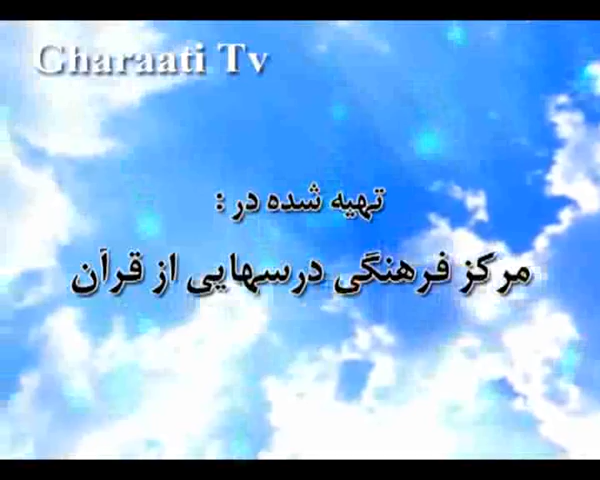 Gharaati Tv
تهیه شده در :
مرکز فرهنگی درسهایی از قرآن